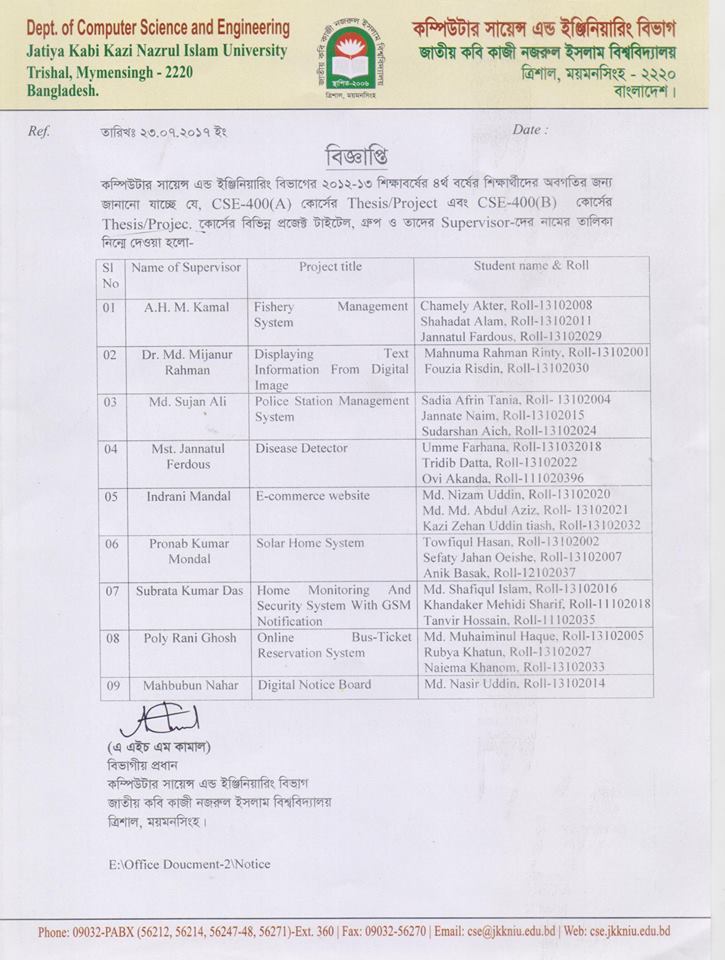 Dept. of Computer Science and Engineering
Jatiya Kabi Kazi Nazrul Islam University
Trishal, Mymensingh - 2220
Bangladesh.
জাতীয় কবি কাজী নজরুল ইসলাম বিশ্ববিদ্যালয়
স্থাপিত-২০০৬
ত্রিশাল, ময়মনসিংহ
কম্পিউটার সায়েন্স এন্ড ইঞ্জিনিয়ারিং বিভাগ
জাতীয় কবি কাজী নজরুল ইসলাম বিশ্ববিদ্যালয়
ত্রিশাল, ময়মনসিংহ - ২২২০
বাংলাদেশ।
Ref. তারিখঃ ২৩.০৭.২০১৭ ইং Date :
বিজ্ঞপ্তি
কম্পিউটার সায়েন্স এন্ড ইঞ্জিনিয়ারিং বিভাগের ২০১২-১৩ শিক্ষাবর্ষের ৪র্থ বর্ষের শিক্ষার্থীদের অবগতির জন্য
জানানো যাচ্ছে যে, CSE-400(A) কোর্সের Thesis/Project এবং CSE-400(B) কোর্সের
Thesis/Projec. কোর্সের বিভিন্ন প্রজেক্ট টাইটেল, গ্রুপ ও তাদের Supervisor-দের নামের তালিকা
নিম্নে দেওয়া হলো-
Sl No Name of Supervisor Project title Student name & Roll
01 A.H. M. Kamal Fishery Management System Chamely Akter, Roll-13102008
Shahadat Alam, Roll-13102011
Jannatul Fardous, Roll-13102029
02 Dr. Md. Mijanur Rahman Displaying Text Information From Digital Image Mahnuma Rahman Rinty, Roll-13102001
Fouzia Risdin, Roll-13102030
03 Md. Sujan Ali Police Station Management System Sadia Afrin Tania, Roll- 13102004
Jannate Naim, Roll-13102015
Sudarshan Aich, Roll-13102024
04 Mst. Jannatul Ferdous Disease Detector Umme Farhana, Roll-131032018
Tridib Datta, Roll-13102022
Ovi Akanda, Roll-111020396
05 Indrani Mandal E-commerce website Md. Nizam Uddin, Roll-13102020
Md. Md. Abdul Aziz, Roll- 13102021
Kazi Zehan Uddin tiash, Roll-13102032
06 Pronab Kumar Mondal Solar Home System Towfiqul Hasan, Roll-13102002
Sefaty Jahan Oeishe, Roll-13102007
Anik Basak, Roll-12102037
07 Subrata Kumar Das Home Monitoring And Security System With GSM Notification Md. Shafiqul Islam, Roll-13102016
Khandaker Mehidi Sharif, Roll-11102018
Tanvir Hossain, Roll-11102035
08 Poly Rani Ghosh Online Bus-Ticket Reservation System Md. Muhaiminul Haque, Roll-13102005
Rubya Khatun, Roll-13102027
Naiema Khanom, Roll-13102033
09 Mahbubun Nahar Digital Notice Board Md. Nasir Uddin, Roll-13102014
(এ এইচ এম কামাল)
বিভাগীয় প্রধান
কম্পিউটার সায়েন্স এন্ড ইঞ্জিনিয়ারিং বিভাগ
জাতীয় কবি কাজী নজরুল ইসলাম বিশ্ববিদ্যালয়
ত্রিশাল, ময়মনসিংহ।
E:\Office Doucment-2\Notice
Phone: 09032-PABX (56212, 56214, 56247-48, 56271)-Ext. 360 | Fax: 09032-56270 | Email: cse@jkkniu.edu.bd | Web: cse.jkkniu.edu.bd